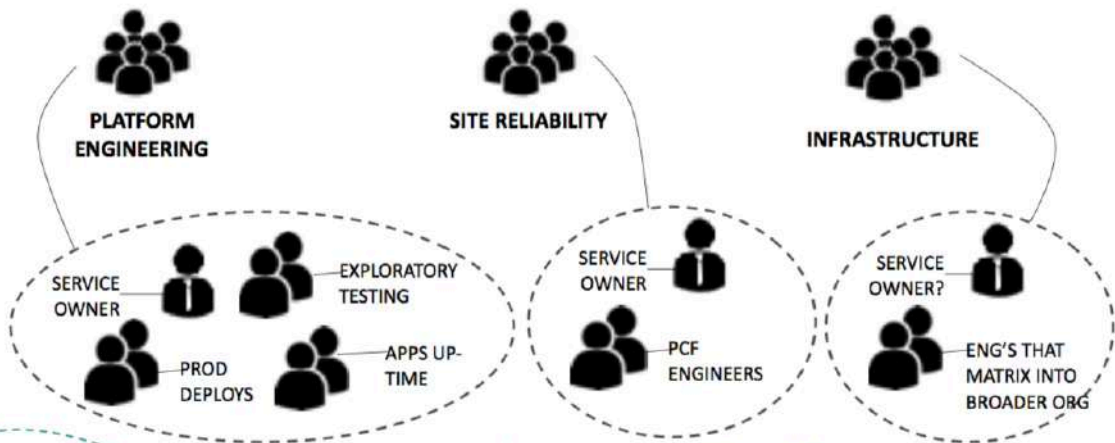 PLATFORM
ENGINEERING
SITE RELIABILITY
INFRASTRUCTURE
SERVICE
OWNER
EXPLORATORY
TESTING
PROD
DEPLOYS
APPS UP-
TIME
SERVICE
OWNER
PCF
ENGINEERS
SERVICE
OWNER?
ENG'S THAT
MATRIX INTO
BROADER ORG